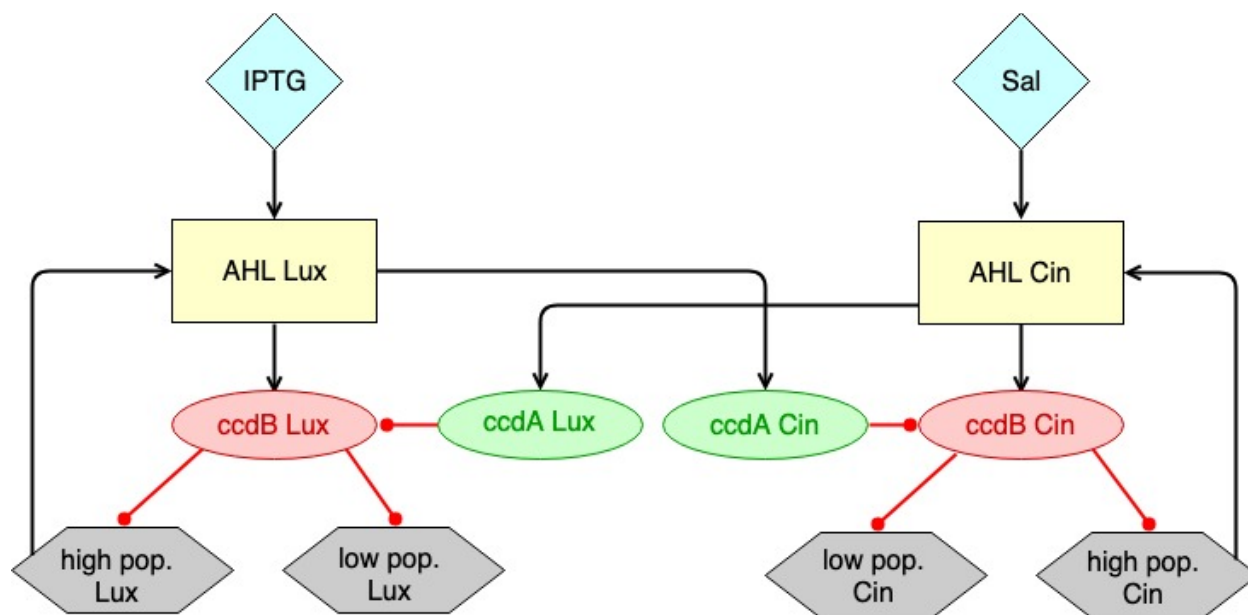 IPTG
Sal
AHL Lux
AHL Cin
ccdB Lux
ccdA Lux
ccdA Cin
ccdB Cin
high pop.
Lux
low pop.
Lux
low pop.
Cin
high pop.
Cin